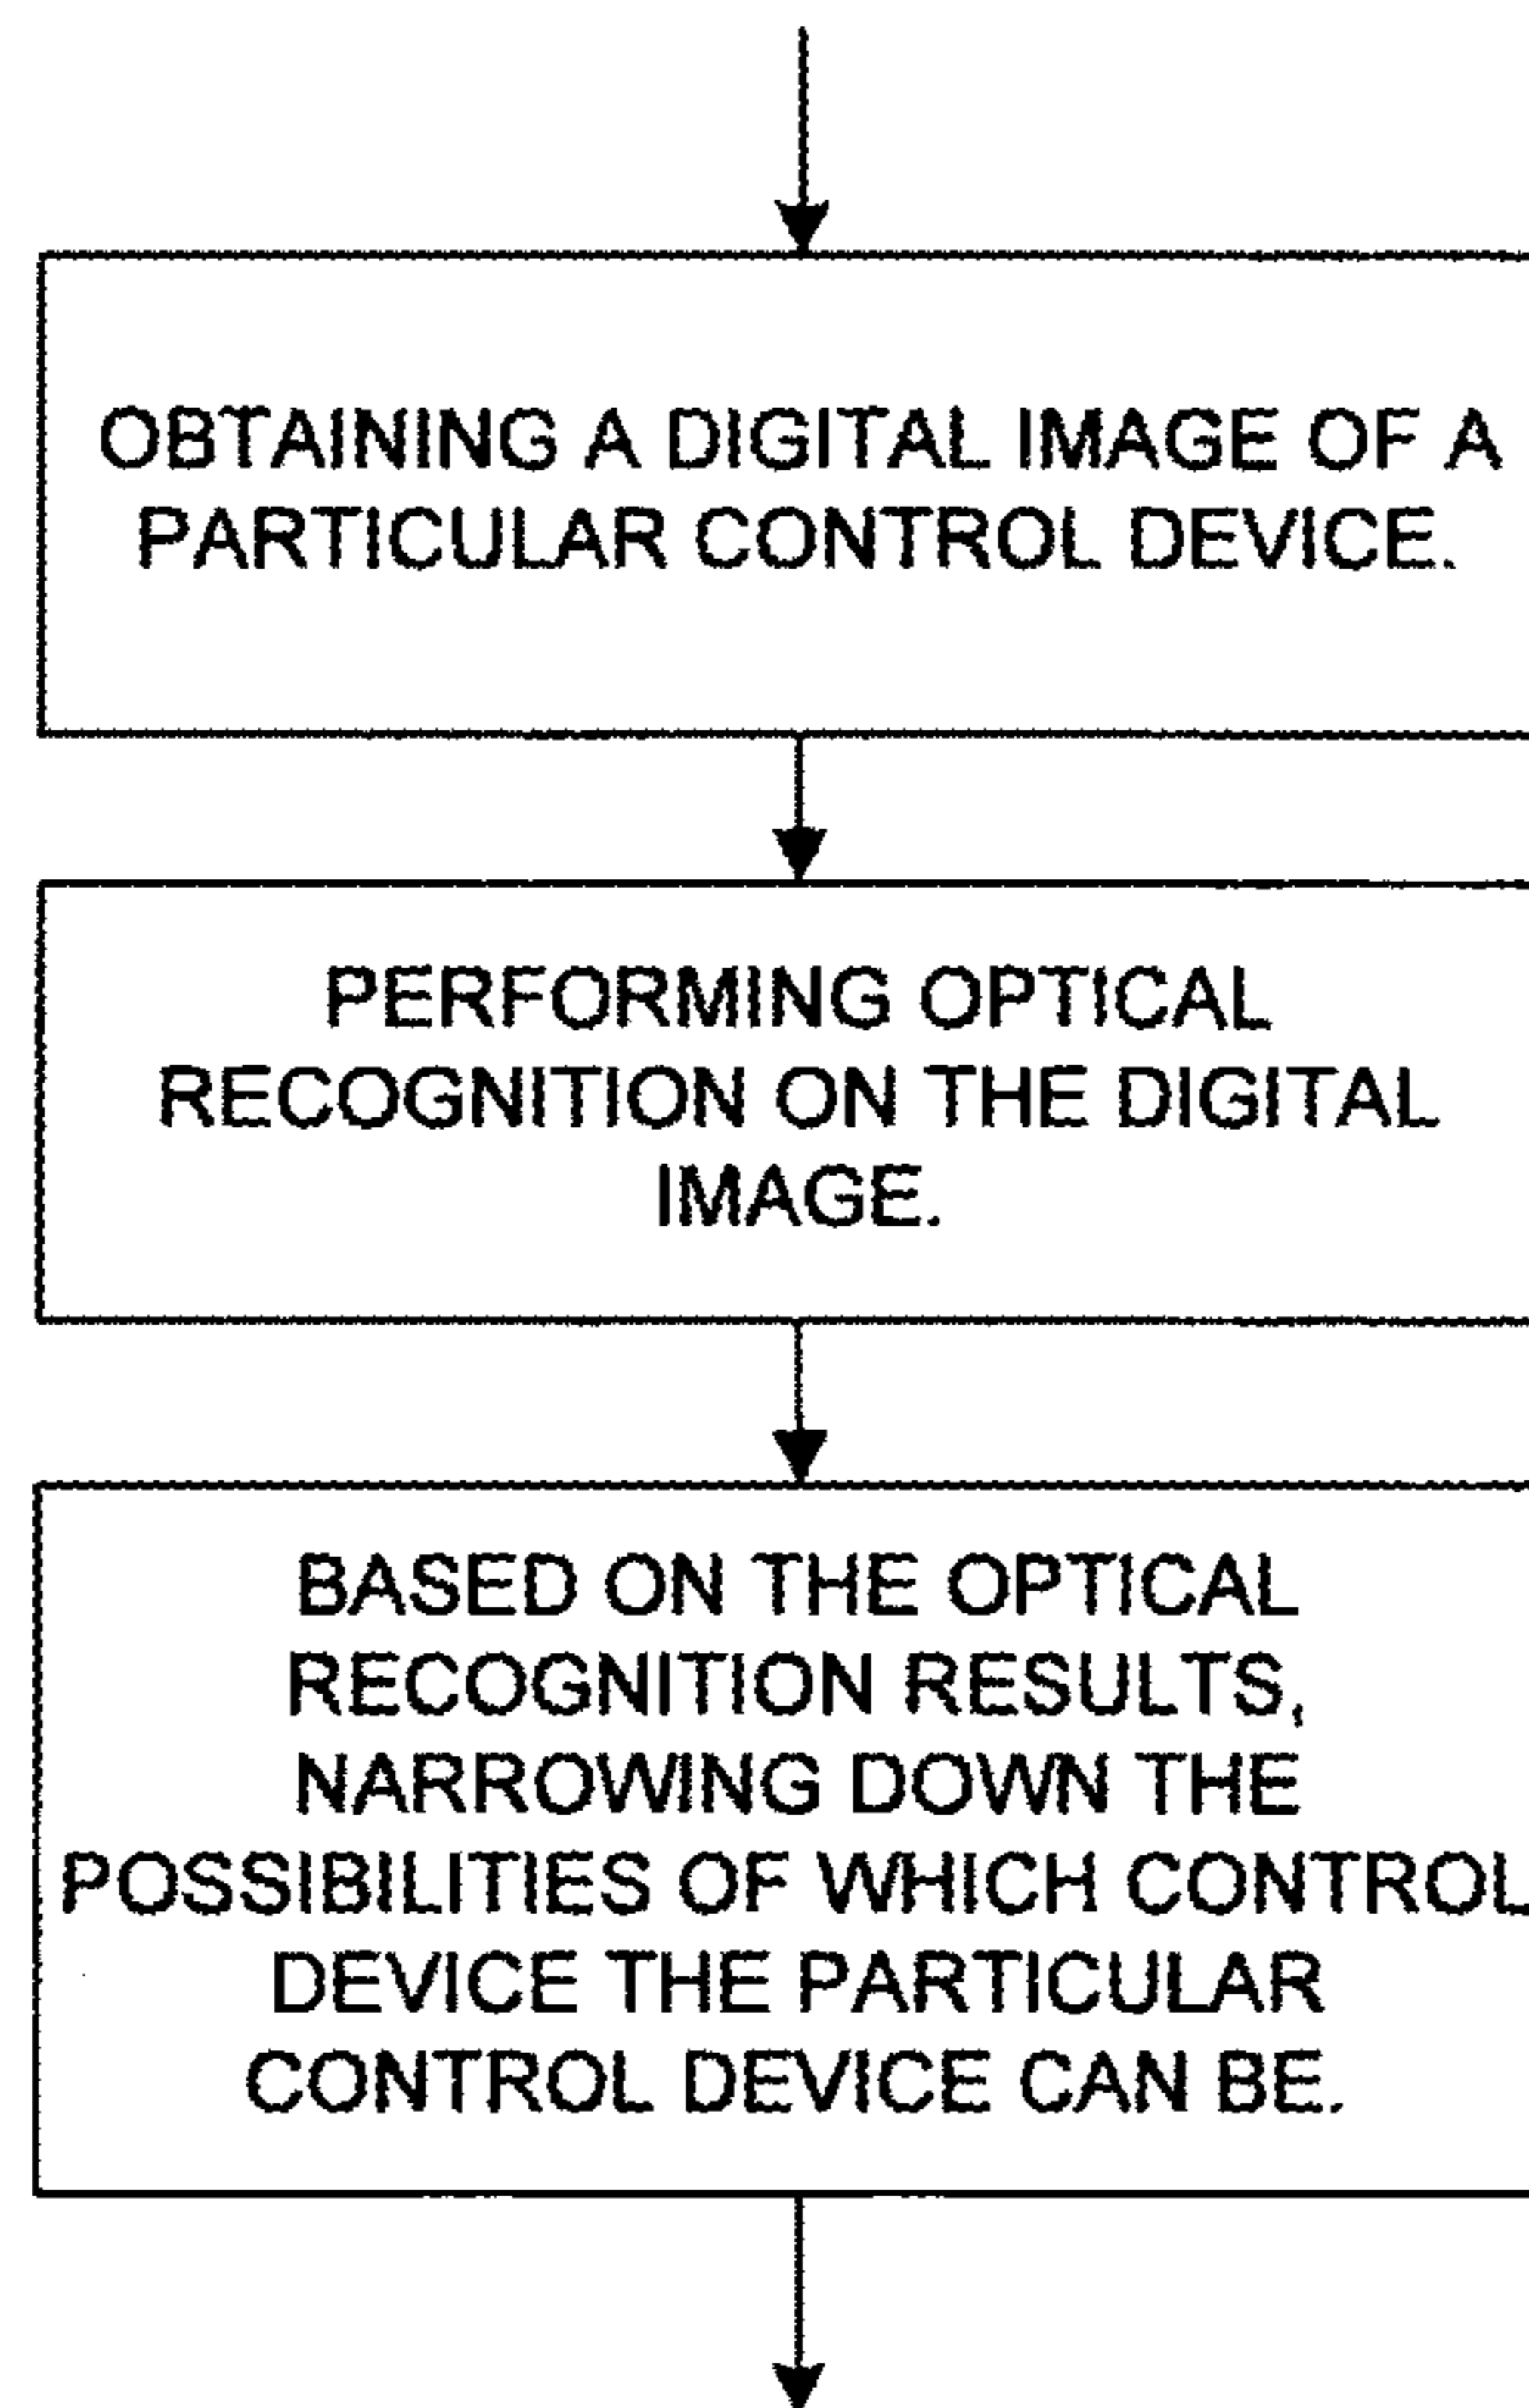 OBTAINING A DIGITAL IMAGE OF A
PARTICULAR CONTROL DEVICE.
PERFORMING OPTICAL
RECOGNITION ON THE DIGITAL
IMAGE.
BASED ON THE OPTICAL
RECOGNITION RESULTS,
NARROWING DOWN THE
POSSIBILITIES OF WHICH CONTROL
DEVICE THE PARTICULAR
CONTROL DEVICE CAN BE.